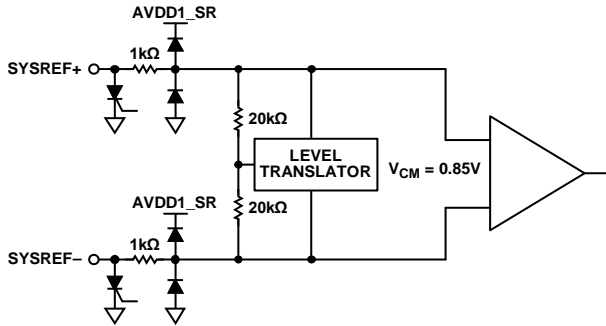 AVDD1_SR
1kΩ
SYSREF+
20kΩ
LEVEL
TRANSLATOR
VCM = 0.85V
20kΩ
AVDD1_SR
1kΩ
SYSREF–